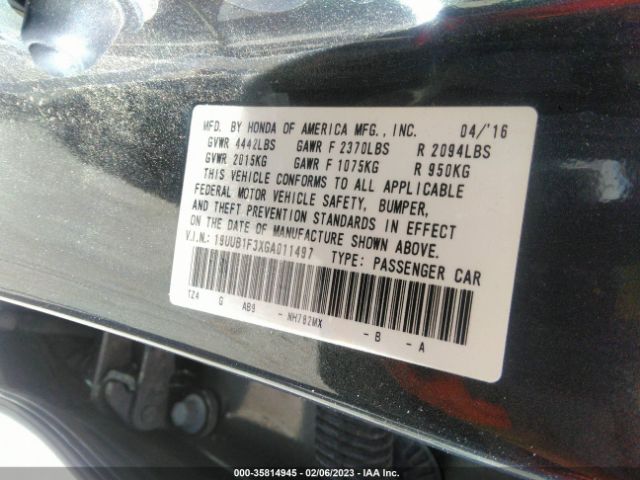 MFD. BY HONDA OF AMERICA MFG., INC. 04/'16
GVWR 4442LBS GAWR F 2370LBS R 2094LBS
GVWR 2015KG GAWR F 1075KG R 950KG
THIS VEHICLE CONFORMS TO ALL APPLICABLE
FEDERAL MOTOR VEHICLE SAFETY, BUMPER,
AND THEFT PREVENTION STANDARDS IN EFFECT
ON THE DATE OF MANUFACTURE SHOWN ABOVE.
V.I.N.: 19UUB1F3XGA011497 TYPE: PASSENGER CAR
TZ4 G AB9 - NH782MX - B - A
000-35814945 - 02/06/2023 - IAA Inc.